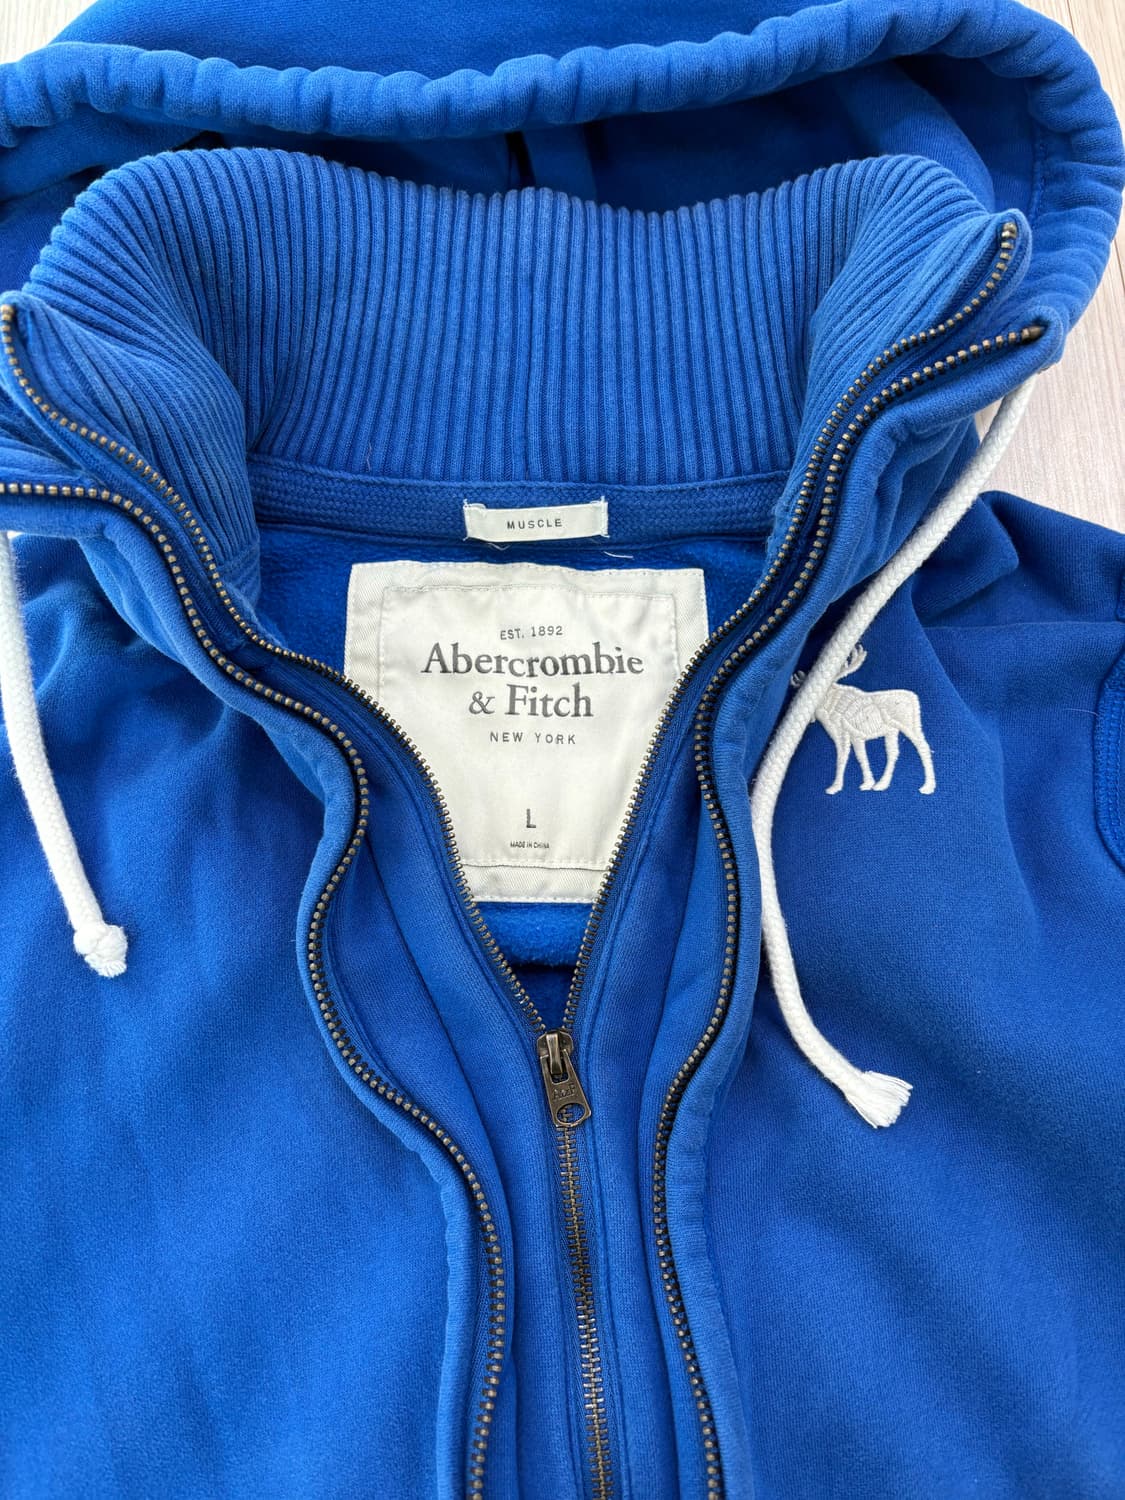 MUSCLE
EST. 1892
Abercrombie
& Fitch
NEW YORK
L
MADE IN CHINA
A&F